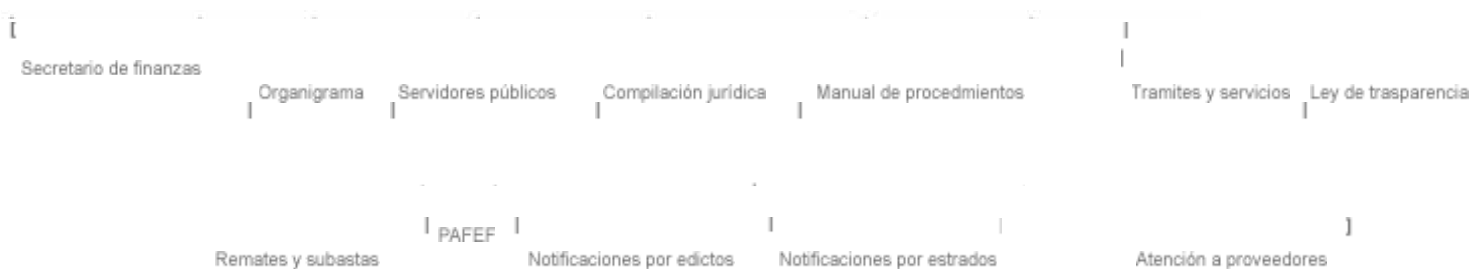 [ |
Secretario de finanzas |
Organigrama | Servidores públicos | Compilación jurídica | Manual de procedmientos Tramites y servicios | Ley de trasparencia
| PAFEF | | | ]
Remates y subastas Notificaciones por edictos Notificaciones por estrados Atención a proveedores